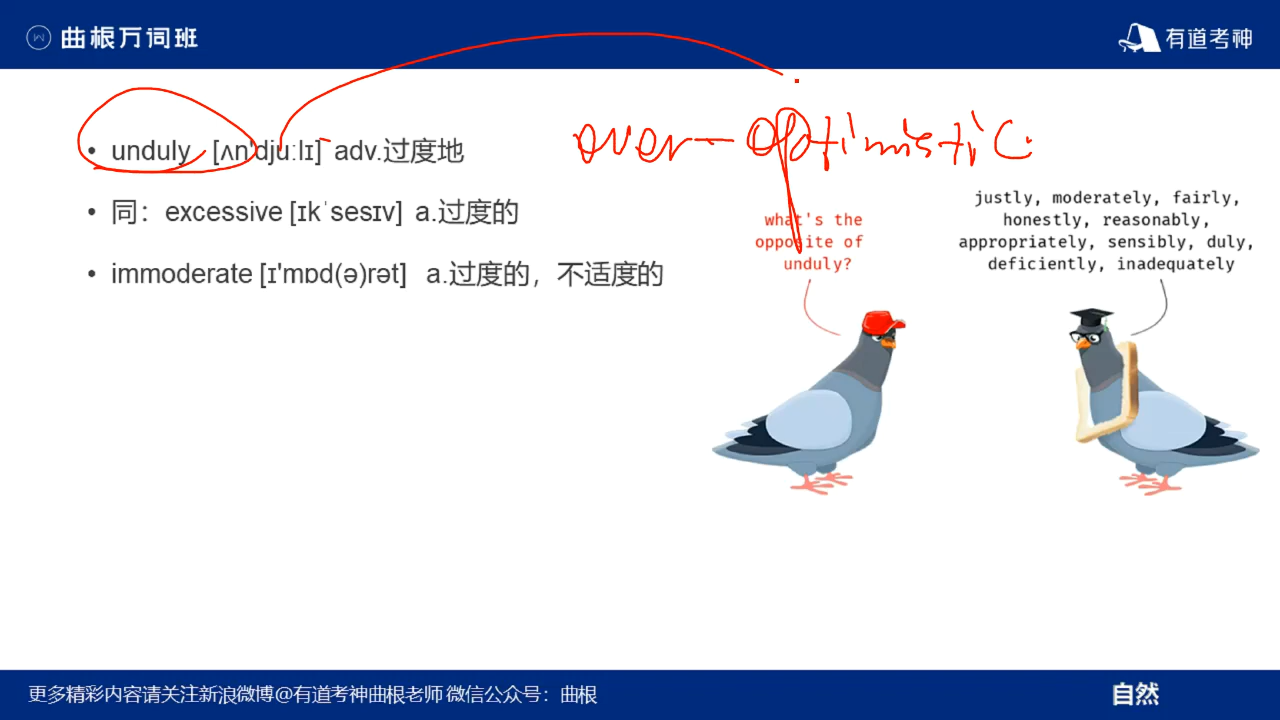 曲根万词班
有道考神
• unduly [ʌn'djuːlɪ] adv.过度地
over-optimistic
• 同：excessive [ɪkˈsesɪv] a.过度的
• immoderate [ɪ'mɒd(ə)rət] a.过度的，不适度的
what's the
opposite of
unduly?
justly, moderately, fairly,
honestly, reasonably,
appropriately, sensibly, duly,
deficiently, inadequately
更多精彩内容请关注新浪微博@有道考神曲根老师 微信公众号：曲根
自然